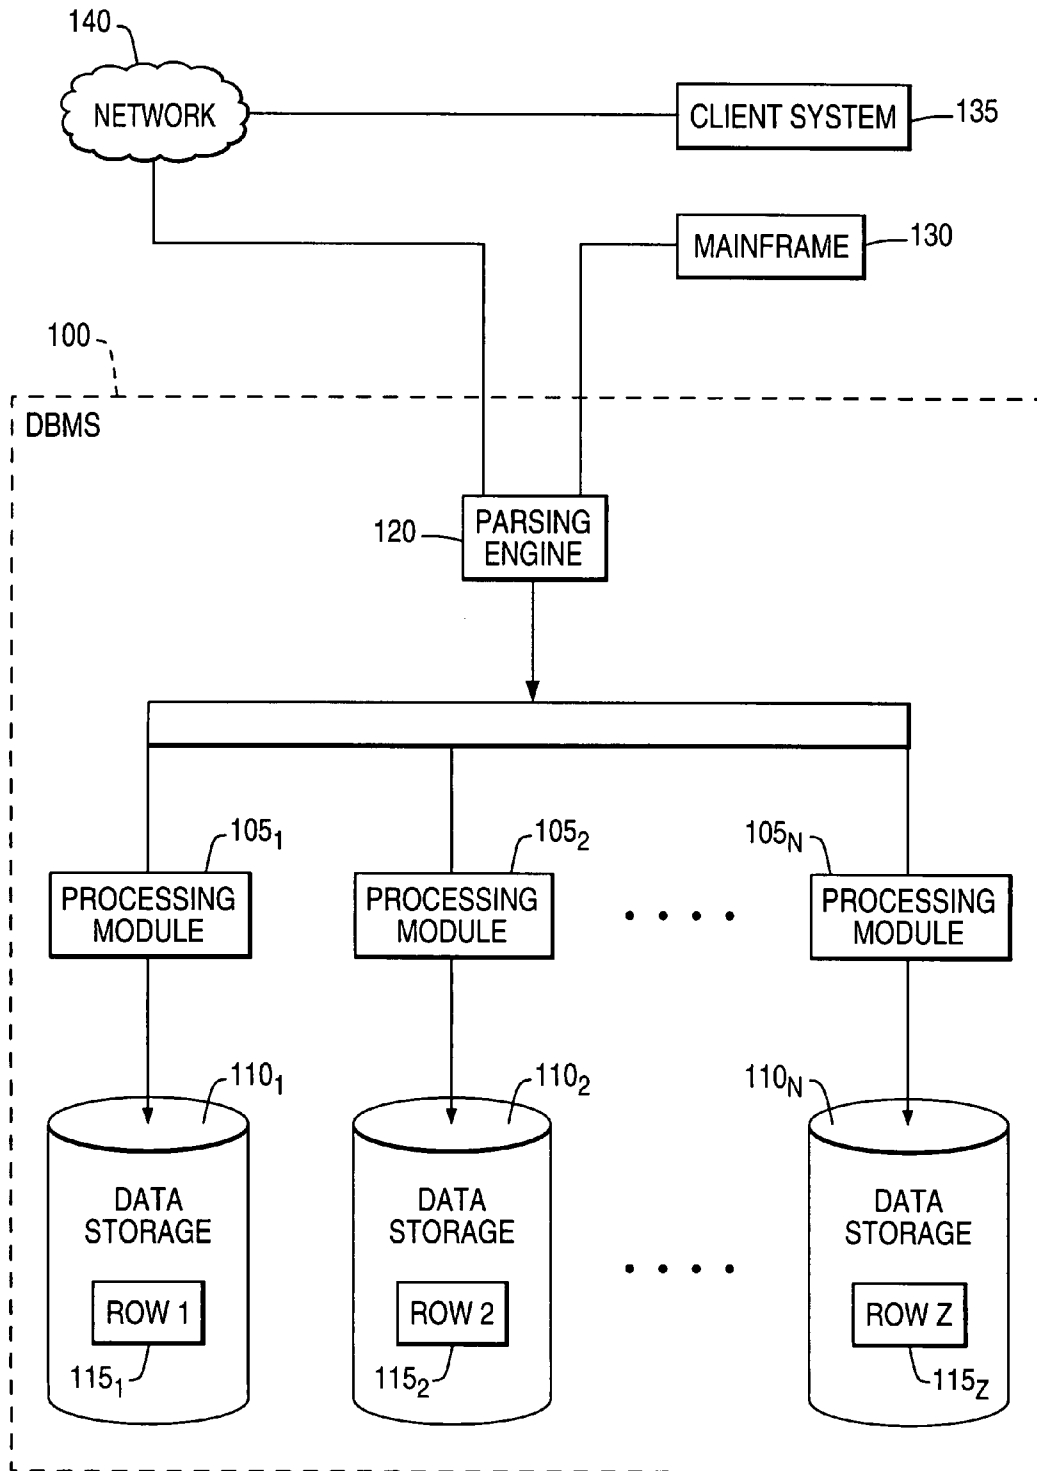 140
NETWORK
CLIENT SYSTEM
135
MAINFRAME
130
100
DBMS
120
PARSING
ENGINE
105₁
105₂
105N
PROCESSING
MODULE
PROCESSING
MODULE
PROCESSING
MODULE
110₁
110₂
110N
DATA
STORAGE
DATA
STORAGE
DATA
STORAGE
ROW 1
ROW 2
ROW Z
115₁
115₂
115Z